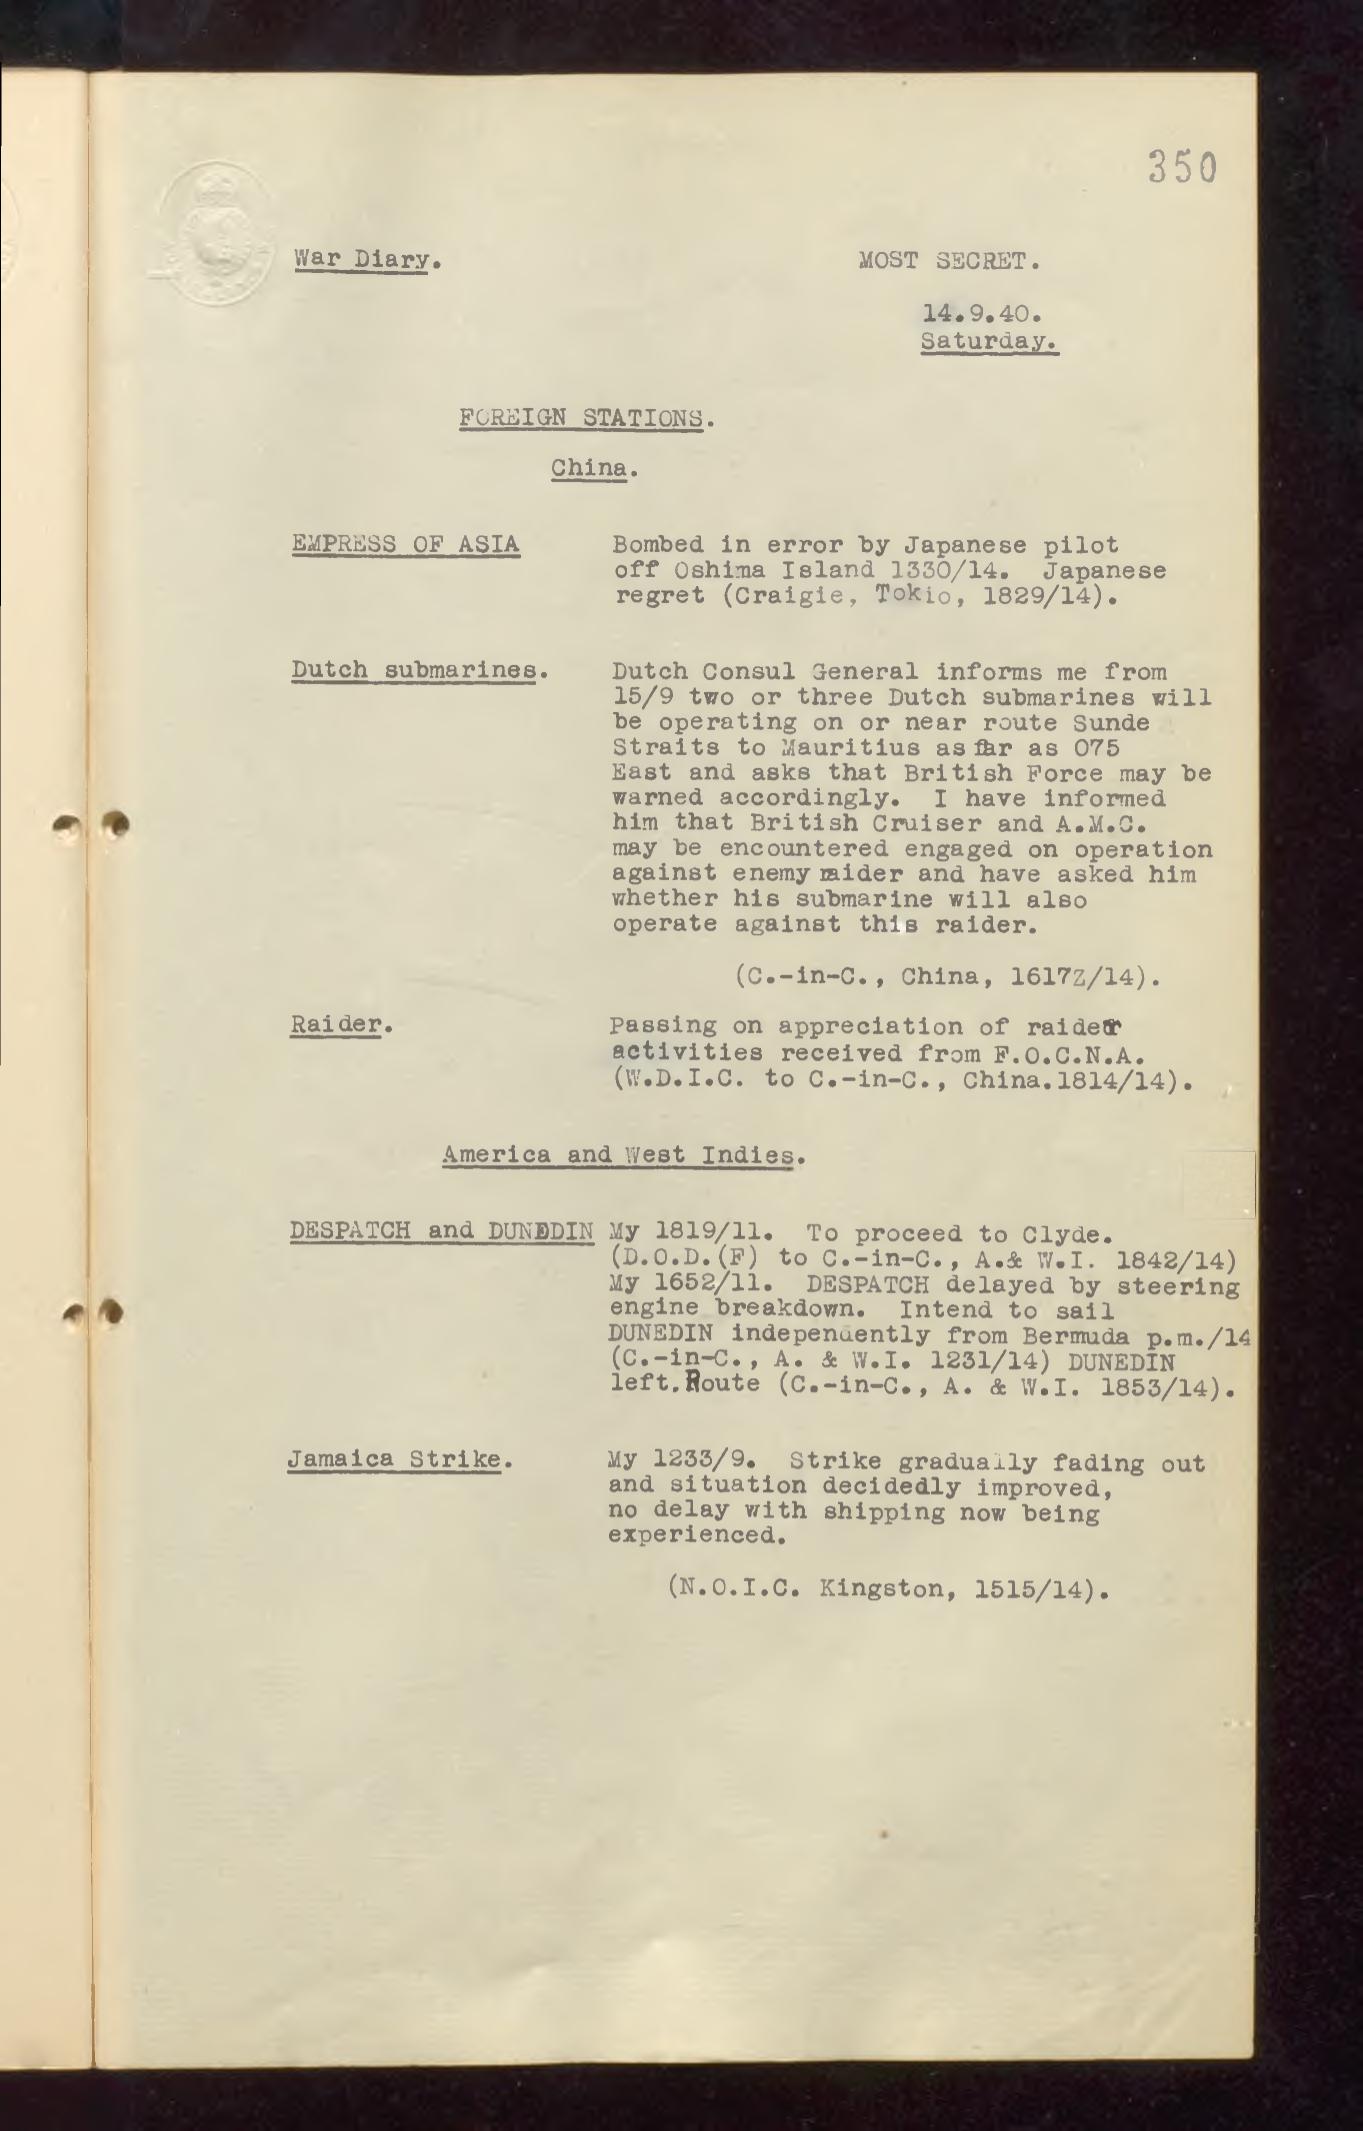 350
War Diary.
MOST SECRET.
14.9.40.
Saturday.
FOREIGN STATIONS.
China.
EMPRESS OF ASIA Bombed in error by Japanese pilot
off Oshima Island 1330/14. Japanese
regret (Craigie, Tokio, 1829/14).
Dutch submarines. Dutch Consul General informs me from
15/9 two or three Dutch submarines will
be operating on or near route Sunde
Straits to Mauritius as far as 075
East and asks that British Force may be
warned accordingly. I have informed
him that British Cruiser and A.M.C.
may be encountered engaged on operation
against enemy raider and have asked him
whether his submarine will also
operate against this raider.
(C.-in-C., China, 1617Z/14).
Raider. Passing on appreciation of raider
activities received from F.O.C.N.A.
(W.D.I.C. to C.-in-C., China.1814/14).
America and West Indies.
DESPATCH and DUNEDIN My 1819/11. To proceed to Clyde.
(D.O.D.(F) to C.-in-C., A.& W.I. 1842/14)
My 1652/11. DESPATCH delayed by steering
engine breakdown. Intend to sail
DUNEDIN independently from Bermuda p.m./14
(C.-in-C., A. & W.I. 1231/14) DUNEDIN
left.Route (C.-in-C., A. & W.I. 1853/14).
Jamaica Strike. My 1233/9. Strike gradually fading out
and situation decidedly improved,
no delay with shipping now being
experienced.
(N.O.I.C. Kingston, 1515/14).